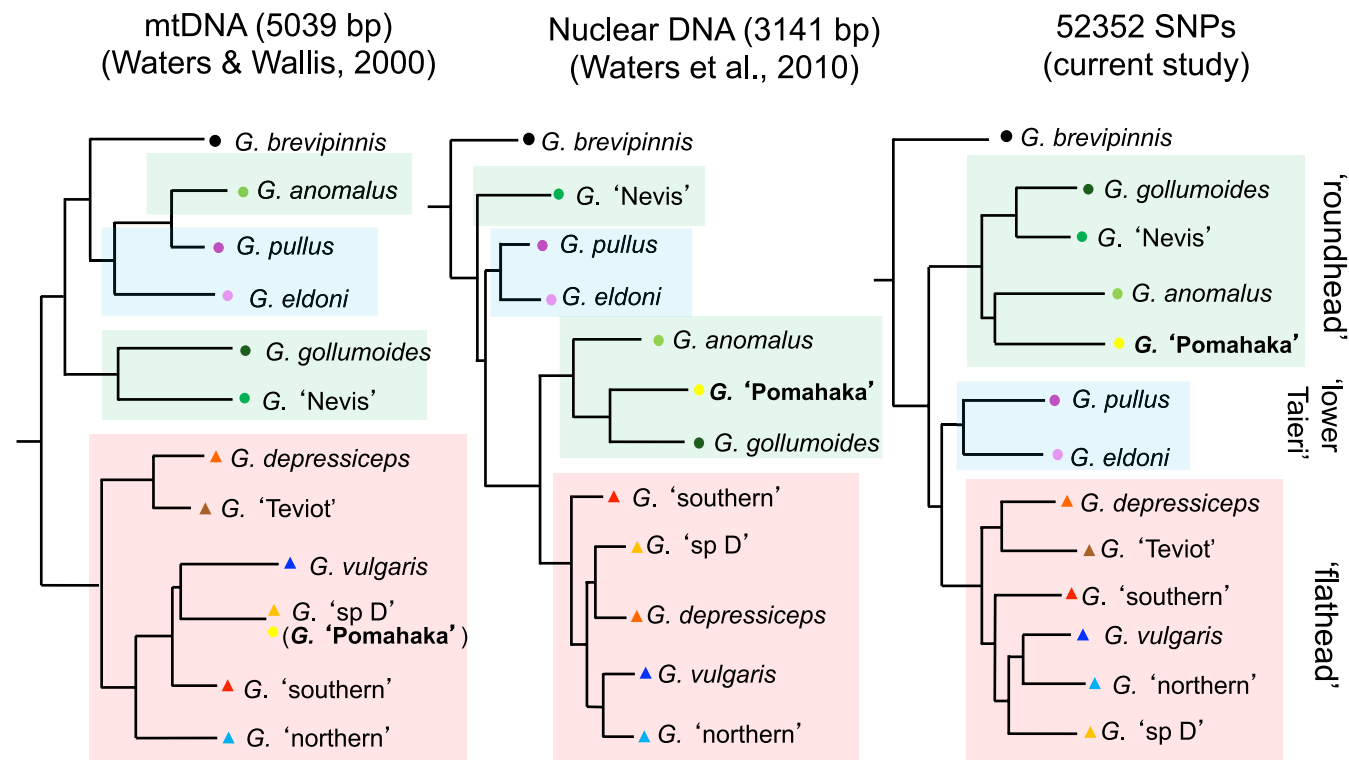 mtDNA (5039 bp)
(Waters & Wallis, 2000)
G. brevipinnis
G. anomalus
G. pullus
G. eldoni
G. gollumoides
G. ‘Nevis’
G. depressiceps
G. ‘Teviot’
G. vulgaris
G. ‘sp D’
(G. ‘Pomahaka’)
G. ‘southern’
G. ‘northern’
Nuclear DNA (3141 bp)
(Waters et al., 2010)
G. brevipinnis
G. ‘Nevis’
G. pullus
G. eldoni
G. anomalus
G. ‘Pomahaka’
G. gollumoides
G. ‘southern’
G. ‘sp D’
G. depressiceps
G. vulgaris
G. ‘northern’
52352 SNPs
(current study)
G. brevipinnis
G. gollumoides
G. ‘Nevis’
G. anomalus
G. ‘Pomahaka’
G. pullus
G. eldoni
G. depressiceps
G. ‘Teviot’
G. ‘southern’
G. vulgaris
G. ‘northern’
G. ‘sp D’
‘roundhead’
‘lower
Taieri’
‘flathead’